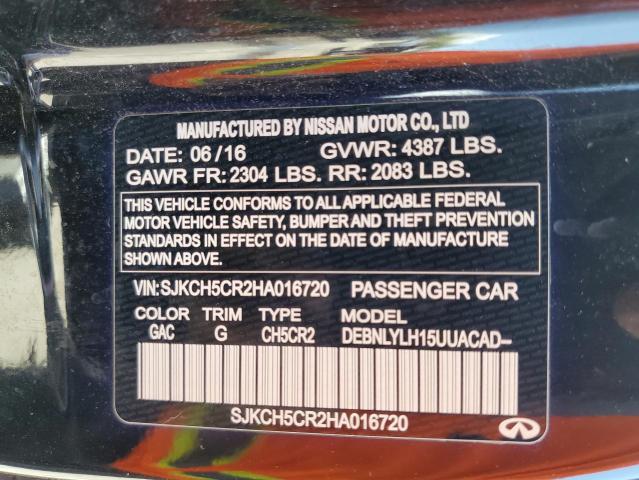 MANUFACTURED BY NISSAN MOTOR CO., LTD
DATE: 06/16 GVWR: 4387 LBS.
GAWR FR: 2304 LBS. RR: 2083 LBS.
THIS VEHICLE CONFORMS TO ALL APPLICABLE FEDERAL
MOTOR VEHICLE SAFETY, BUMPER AND THEFT PREVENTION
STANDARDS IN EFFECT ON THE DATE OF MANUFACTURE
SHOWN ABOVE.
VIN: SJKCH5CR2HA016720 PASSENGER CAR
COLOR TRIM TYPE MODEL
GAC G CH5CR2 DEBNLYLH15UUACAD–
SJKCH5CR2HA016720